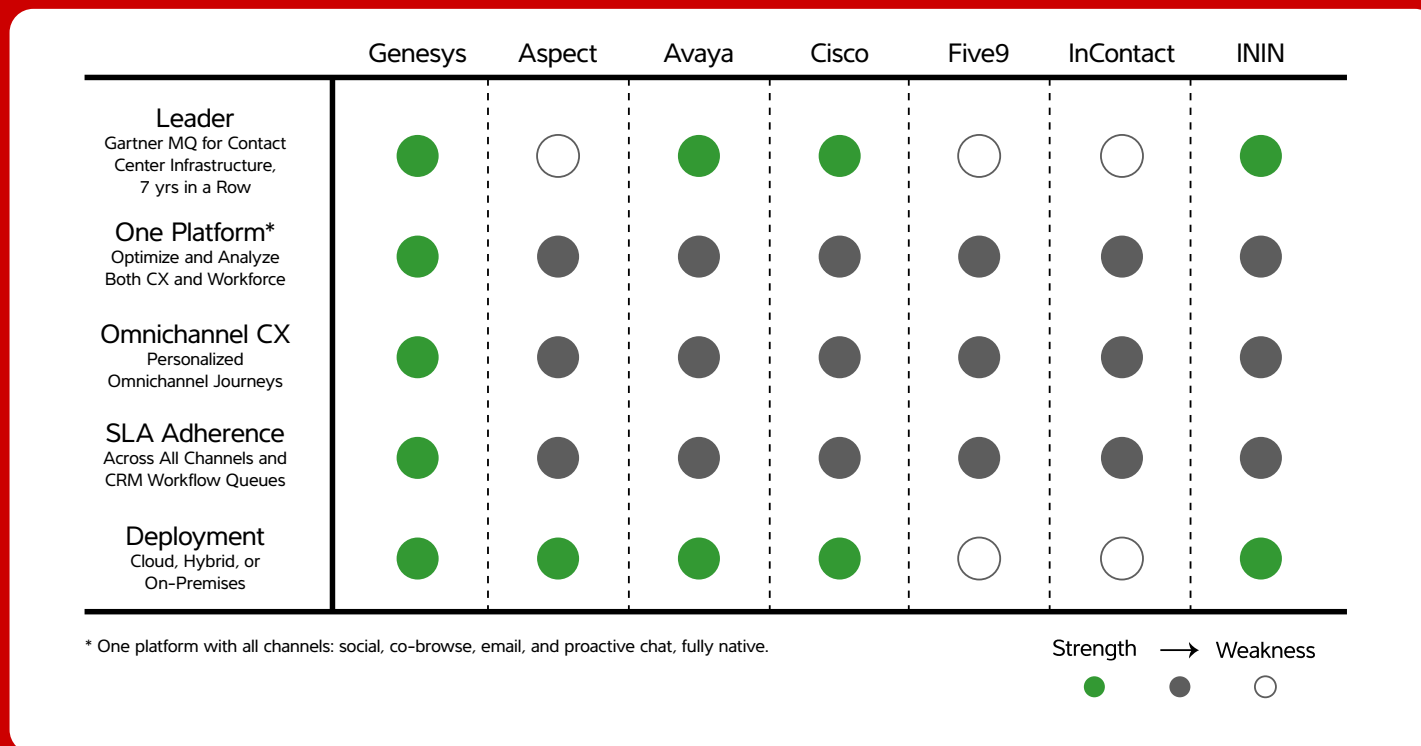 Genesys Aspect Avaya Cisco Five9 InContact ININ
Leader
Gartner MQ for Contact
Center Infrastructure,
7 yrs in a Row
One Platform*
Optimize and Analyze
Both CX and Workforce
Omnichannel CX
Personalized
Omnichannel Journeys
SLA Adherence
Across All Channels and
CRM Workflow Queues
Deployment
Cloud, Hybrid, or
On-Premises
* One platform with all channels: social, co-browse, email, and proactive chat, fully native.
Strength → Weakness